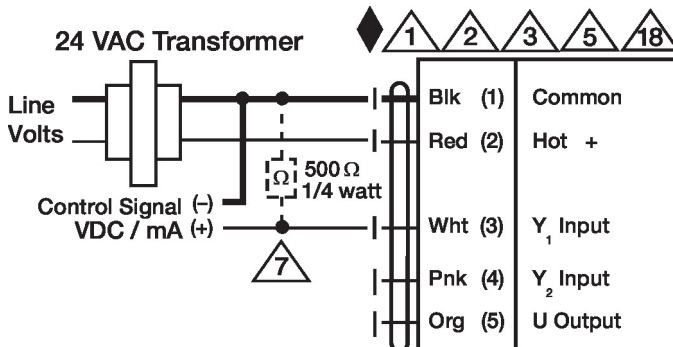 1 2 3 5 18
24 VAC Transformer
Line
Volts
Blk (1) Common
Red (2) Hot +
Ω 500 Ω
1/4 watt
Control Signal (–)
VDC / mA (+)
Wht (3) Y₁ Input
7
Pnk (4) Y₂ Input
Org (5) U Output